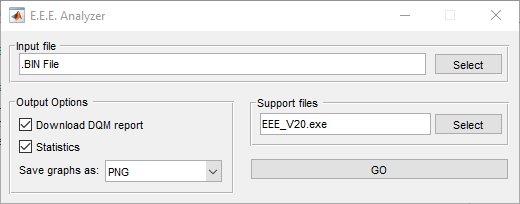 E.E.E. Analyzer
Input file
.BIN File
Select
Output Options
Download DQM report
Statistics
Save graphs as: PNG
Support files
EEE_V20.exe
Select
GO